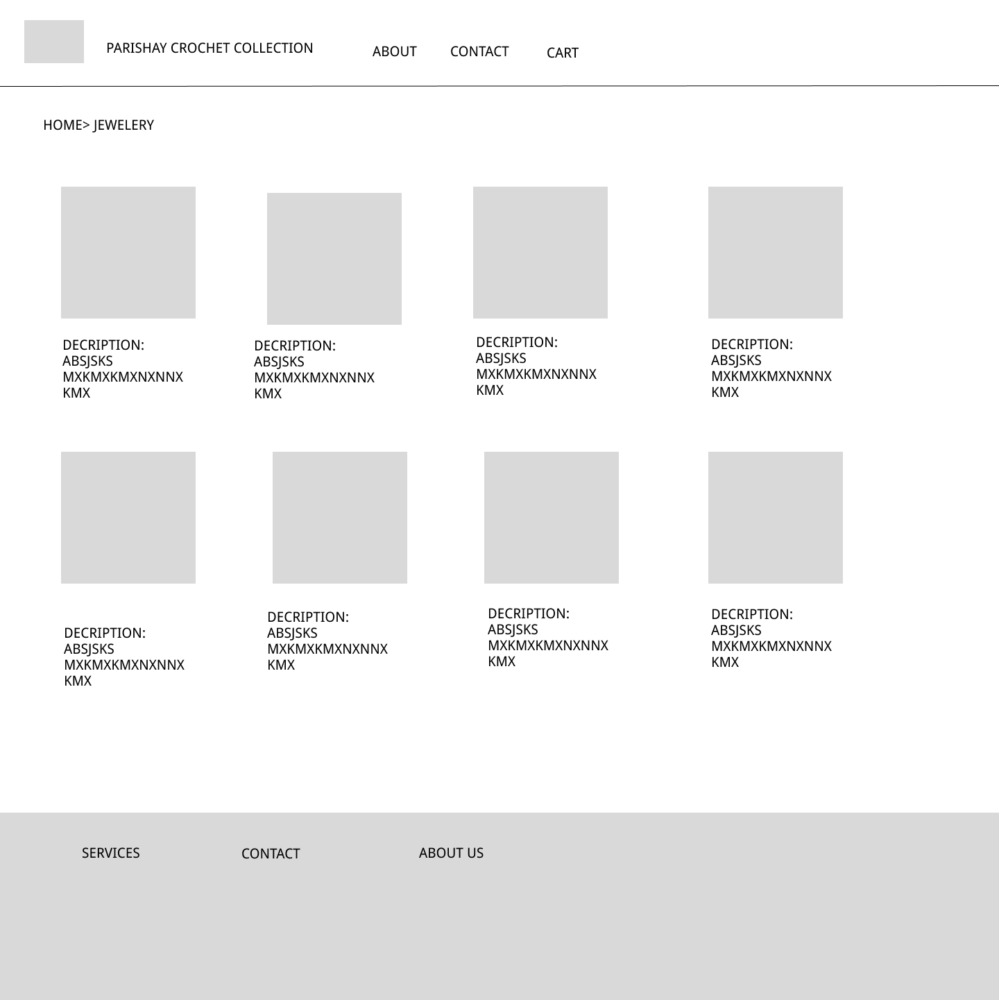 PARISHAY CROCHET COLLECTION
ABOUT
CONTACT
CART
HOME> JEWELERY
DECRIPTION:
ABSJSKS
MXKMXKMXNXNNX
KMX
DECRIPTION:
ABSJSKS
MXKMXKMXNXNNX
KMX
DECRIPTION:
ABSJSKS
MXKMXKMXNXNNX
KMX
DECRIPTION:
ABSJSKS
MXKMXKMXNXNNX
KMX
DECRIPTION:
ABSJSKS
MXKMXKMXNXNNX
KMX
DECRIPTION:
ABSJSKS
MXKMXKMXNXNNX
KMX
DECRIPTION:
ABSJSKS
MXKMXKMXNXNNX
KMX
DECRIPTION:
ABSJSKS
MXKMXKMXNXNNX
KMX
SERVICES
CONTACT
ABOUT US